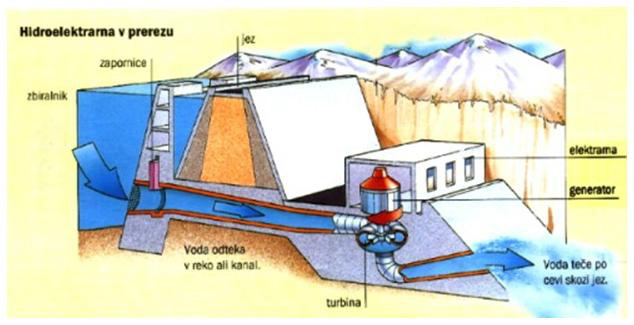 Hidroelektrarna v prerezu
jez
zapornice
zbiralnik
elektrarna
generator
Voda odteka
v reko ali kanal.
Voda teče po
cevi skozi jez.
turbina